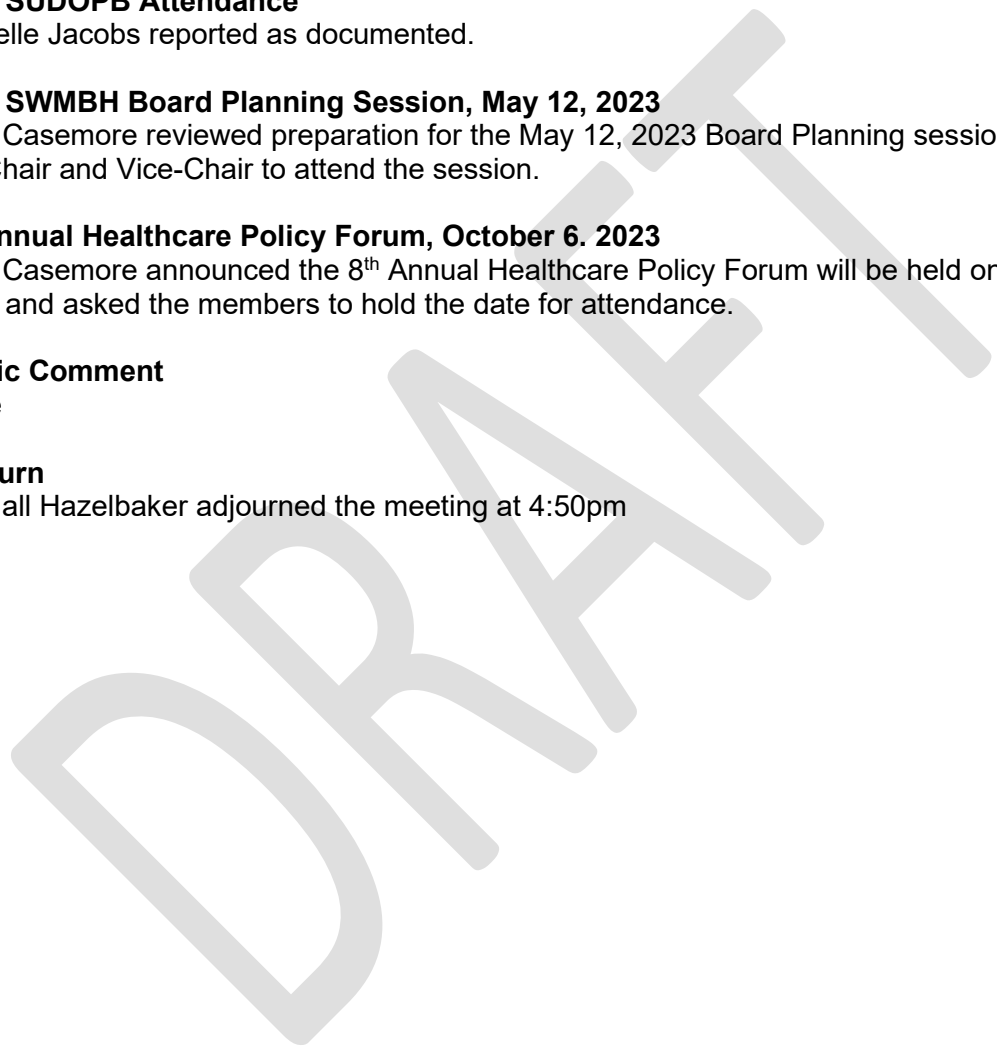 SUDOPB Attendance
elle Jacobs reported as documented.
SWMBH Board Planning Session, May 12, 2023
Casemore reviewed preparation for the May 12, 2023 Board Planning sessio
hair and Vice-Chair to attend the session.
nnual Healthcare Policy Forum, October 6. 2023
Casemore announced the 8th Annual Healthcare Policy Forum will be held on
and asked the members to hold the date for attendance.
ic Comment
urn
all Hazelbaker adjourned the meeting at 4:50pm
DRAFT